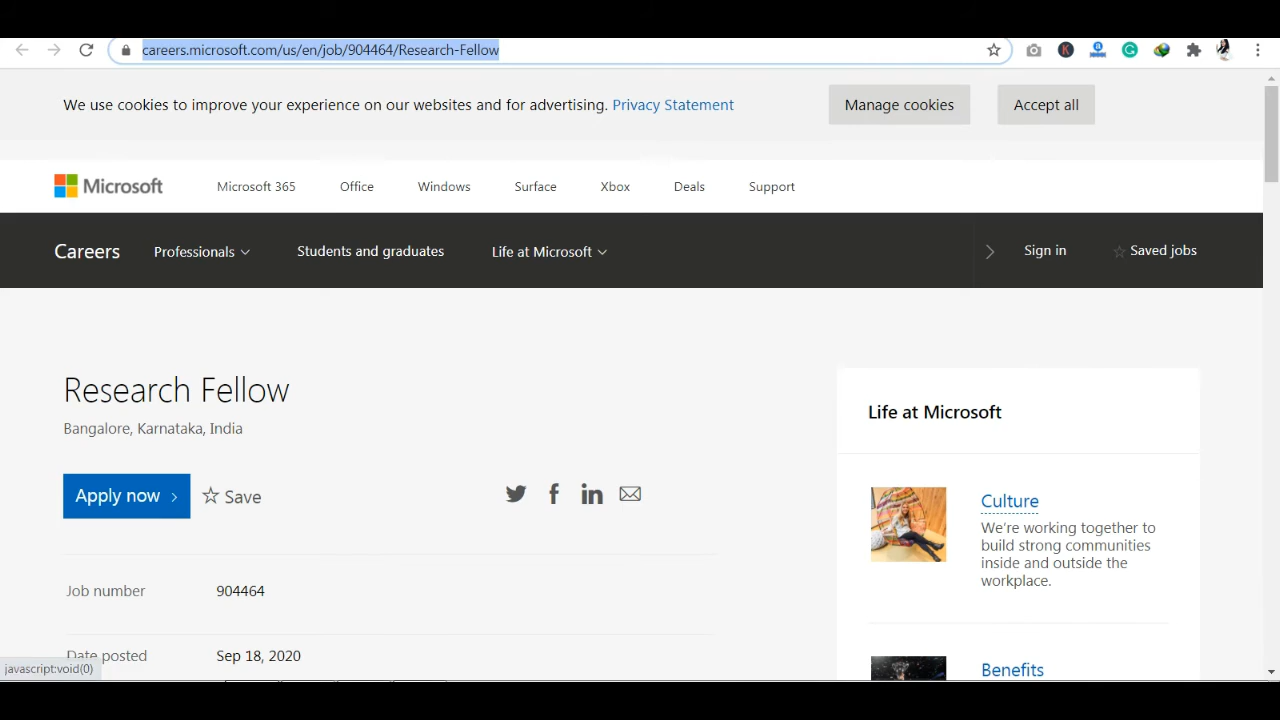 careers.microsoft.com/us/en/job/904464/Research-Fellow
We use cookies to improve your experience on our websites and for advertising. Privacy Statement
Manage cookies
Accept all
Microsoft
Microsoft 365
Office
Windows
Surface
Xbox
Deals
Support
Careers
Professionals
Students and graduates
Life at Microsoft
Sign in
Saved jobs
Research Fellow
Bangalore, Karnataka, India
Apply now
Save
Job number
904464
Date posted
Sep 18, 2020
Life at Microsoft
Culture
We're working together to
build strong communities
inside and outside the
workplace.
Benefits
javascript:void(0)